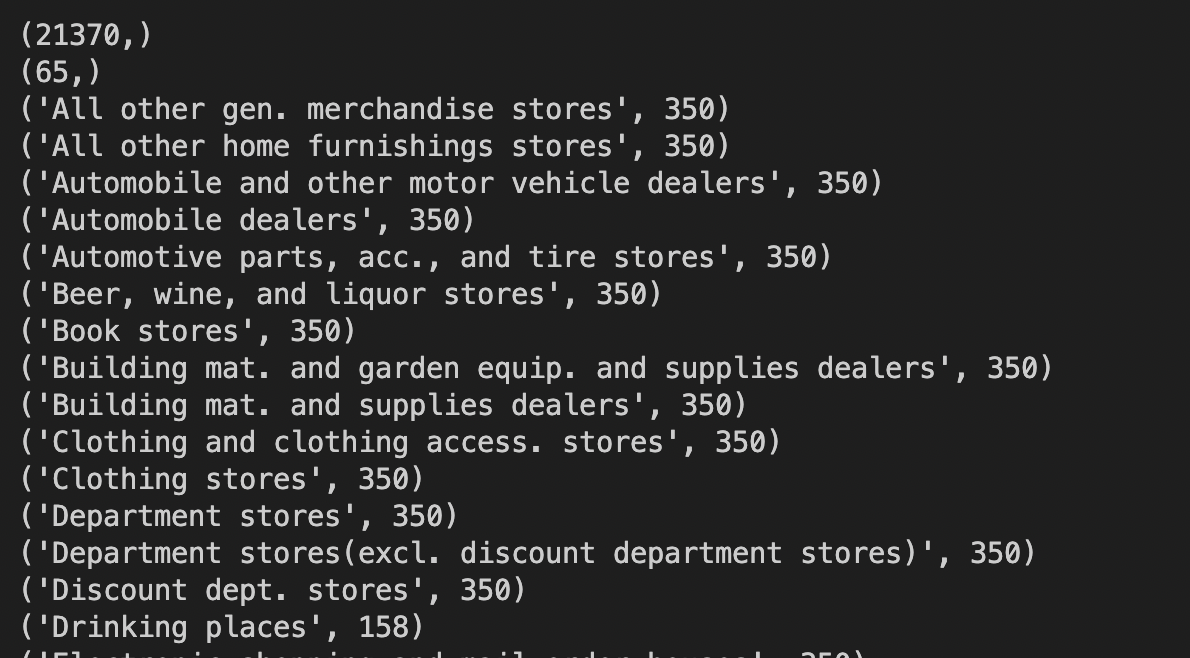 (21370,)
(65,)
('All other gen. merchandise stores', 350)
('All other home furnishings stores', 350)
('Automobile and other motor vehicle dealers', 350)
('Automobile dealers', 350)
('Automotive parts, acc., and tire stores', 350)
('Beer, wine, and liquor stores', 350)
('Book stores', 350)
('Building mat. and garden equip. and supplies dealers', 350)
('Building mat. and supplies dealers', 350)
('Clothing and clothing access. stores', 350)
('Clothing stores', 350)
('Department stores', 350)
('Department stores(excl. discount department stores)', 350)
('Discount dept. stores', 350)
('Drinking places', 158)